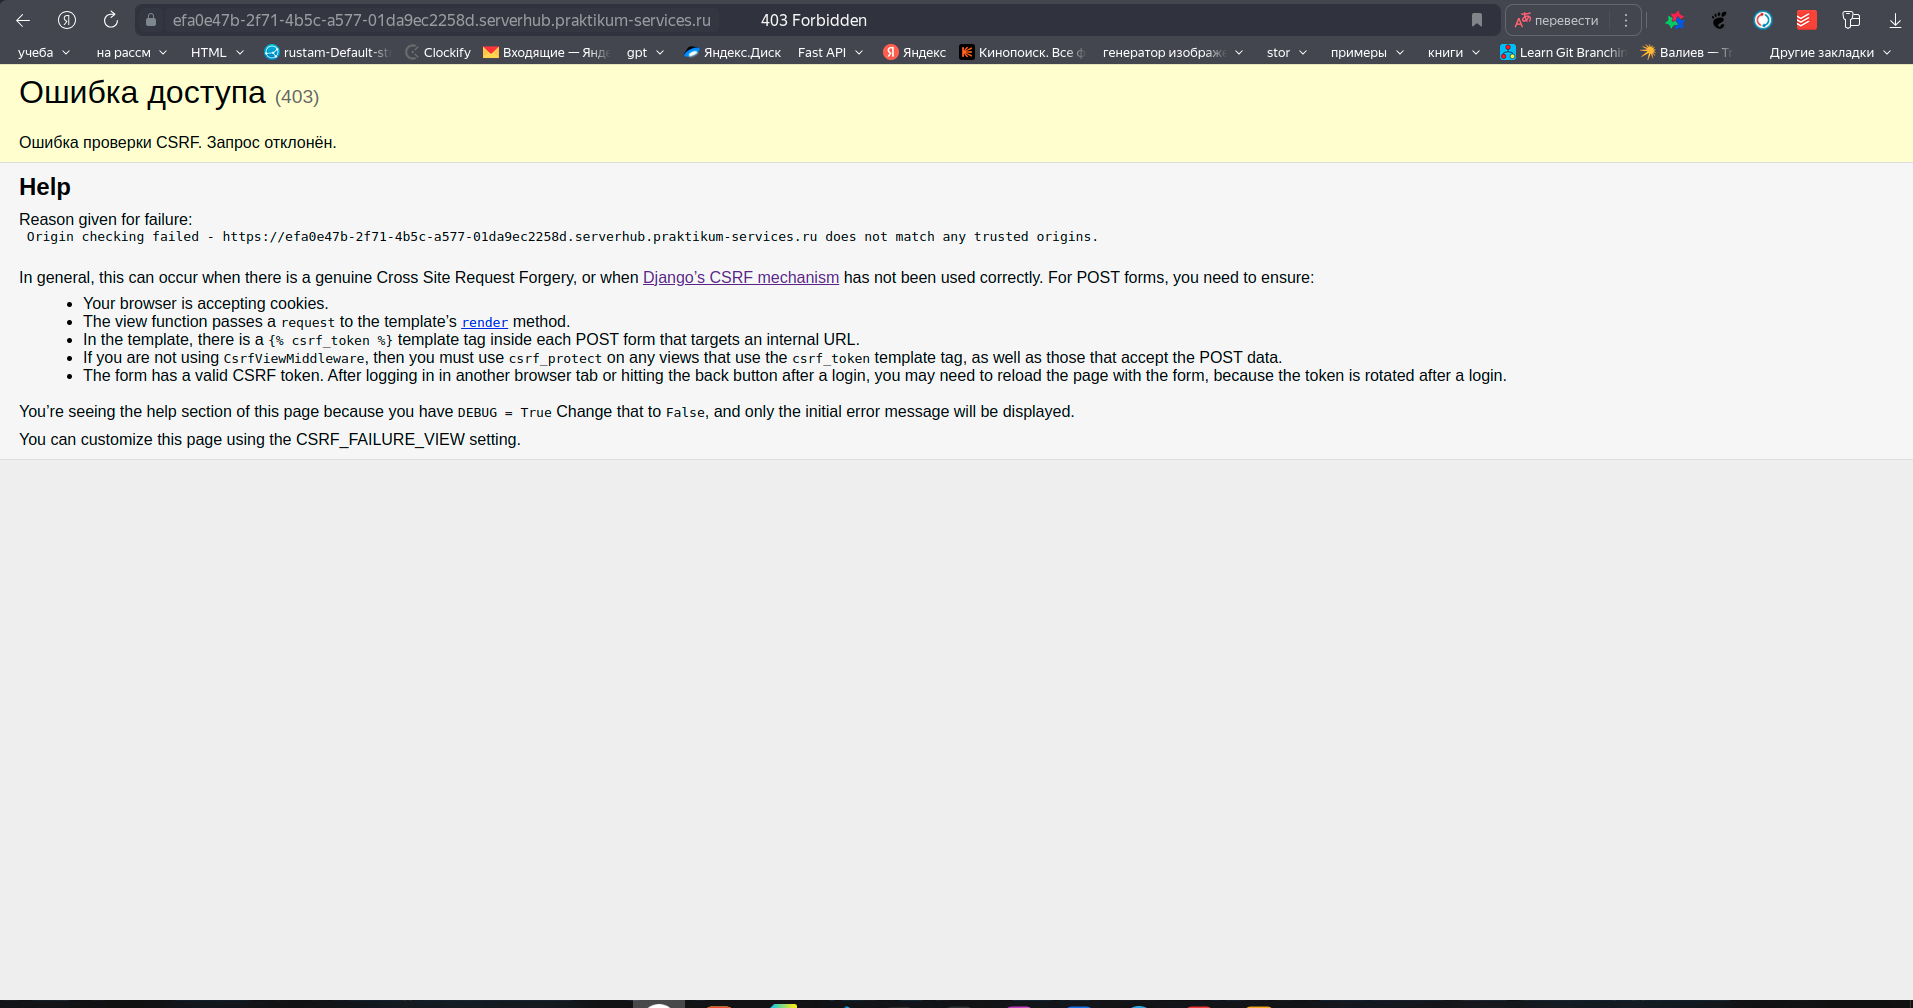 efa0e47b-2f71-4b5c-a577-01da9ec2258d.serverhub.praktikum-services.ru 403 Forbidden перевести
учеба на рассм HTML rustam-Default-st Clockify Входящие — Янде gpt Яндекс.Диск Fast API Яндекс Кинопоиск. Все ф генератор изображе stor примеры книги Learn Git Branchin Валиев — Tr Другие закладки
Ошибка доступа (403)
Ошибка проверки CSRF. Запрос отклонён.
Help
Reason given for failure:
Origin checking failed - https://efa0e47b-2f71-4b5c-a577-01da9ec2258d.serverhub.praktikum-services.ru does not match any trusted origins.
In general, this can occur when there is a genuine Cross Site Request Forgery, or when Django’s CSRF mechanism has not been used correctly. For POST forms, you need to ensure:
• Your browser is accepting cookies.
• The view function passes a request to the template’s render method.
• In the template, there is a {% csrf_token %} template tag inside each POST form that targets an internal URL.
• If you are not using CsrfViewMiddleware, then you must use csrf_protect on any views that use the csrf_token template tag, as well as those that accept the POST data.
• The form has a valid CSRF token. After logging in in another browser tab or hitting the back button after a login, you may need to reload the page with the form, because the token is rotated after a login.
You’re seeing the help section of this page because you have DEBUG = True Change that to False, and only the initial error message will be displayed.
You can customize this page using the CSRF_FAILURE_VIEW setting.